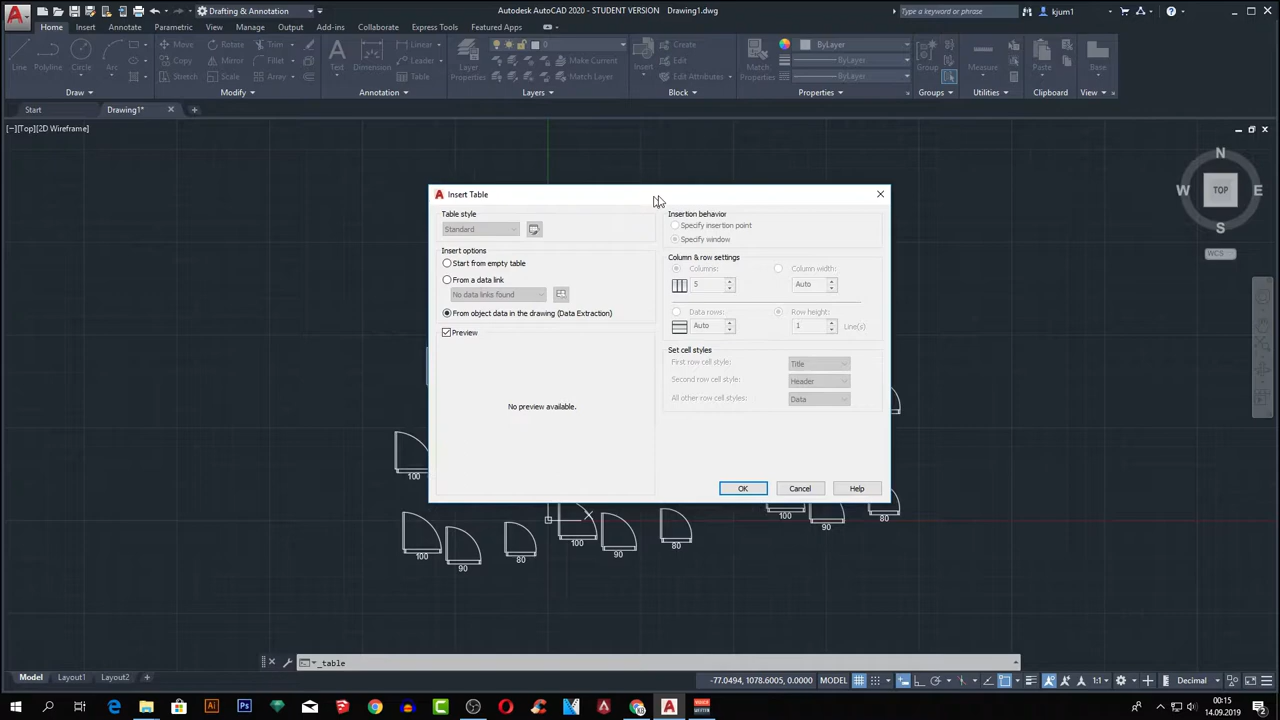 Drafting & Annotation
Autodesk AutoCAD 2020 - STUDENT VERSION Drawing1.dwg
Type a keyword or phrase
kjum1
Home Insert Annotate Parametric View Manage Output Add-ins Collaborate Express Tools Featured Apps
Line Polyline Circle Arc
Move Rotate Trim
Copy Mirror Fillet
Stretch Scale Array
Text Dimension
Linear
Leader
Table
Layer Properties
0
Make Current
Match Layer
Insert
Create
Edit
Edit Attributes
Match Properties
ByLayer
ByLayer
ByLayer
Group
Measure
Paste
Base
Draw Modify Annotation Layers Block Properties Groups Utilities Clipboard View
Start Drawing1*
[−][Top][2D Wireframe]
N
W TOP E
S
WCS
Insert Table
Table style
Standard
Insert options
Start from empty table
From a data link
No data links found
From object data in the drawing (Data Extraction)
Preview
No preview available.
Insertion behavior
Specify insertion point
Specify window
Column & row settings
Columns: Column width:
5 Auto
Data rows: Row height:
Auto 1 Line(s)
Set cell styles
First row cell style: Title
Second row cell style: Header
All other row cell styles: Data
OK Cancel Help
100
100
90
80
100
90
80
100
90
80
_table
Model Layout1 Layout2
-77.0494, 1078.6005, 0.0000 MODEL
1:1
Decimal
00:15
14.09.2019